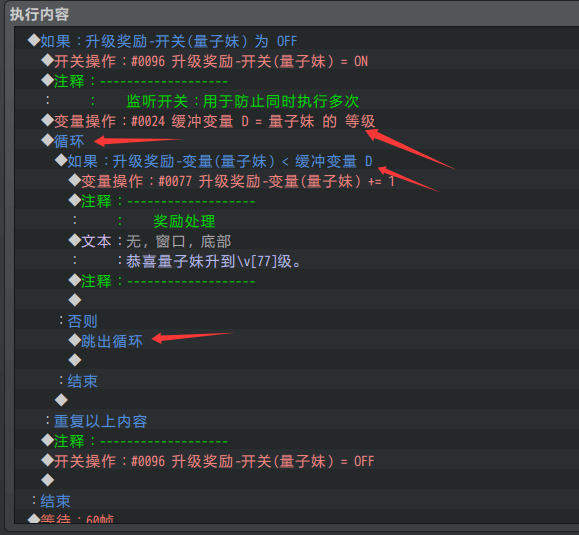 执行内容
◆如果：升级奖励-开关(量子妹) 为 OFF
◆开关操作：#0096 升级奖励-开关(量子妹) = ON
◆注释：-------------------
：　：　监听开关：用于防止同时执行多次
◆变量操作：#0024 缓冲变量 D = 量子妹 的 等级
◆循环
◆如果：升级奖励-变量(量子妹) < 缓冲变量 D
◆变量操作：#0077 升级奖励-变量(量子妹) += 1
◆注释：-------------------
：　：　奖励处理
◆文本：无, 窗口, 底部
：　：恭喜量子妹升到\v[77]级。
◆注释：-------------------
◆
：否则
◆跳出循环
◆
：结束
◆
：重复以上内容
◆注释：-------------------
◆开关操作：#0096 升级奖励-开关(量子妹) = OFF
◆
：结束
◆等待：60帧